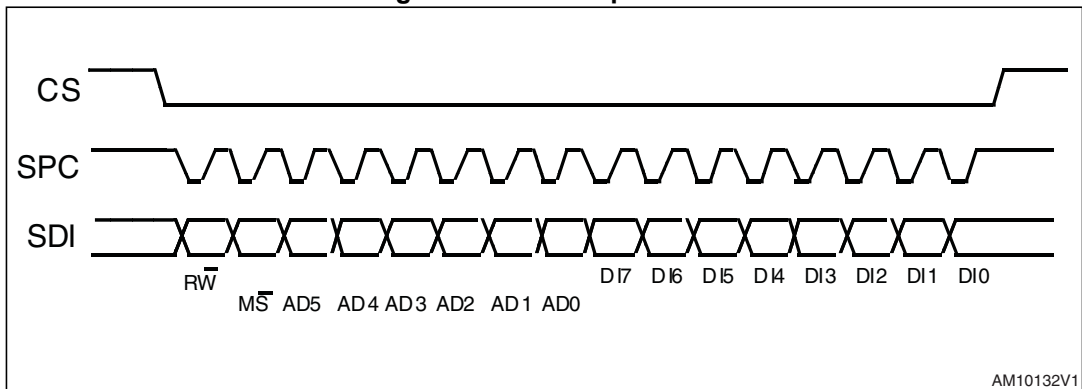 CS
SPC
SDI
RW̅ DI7 DI6 DI5 DI4 DI3 DI2 DI1 DI0
MS̅ AD5 AD4 AD3 AD2 AD1 AD0
AM10132V1